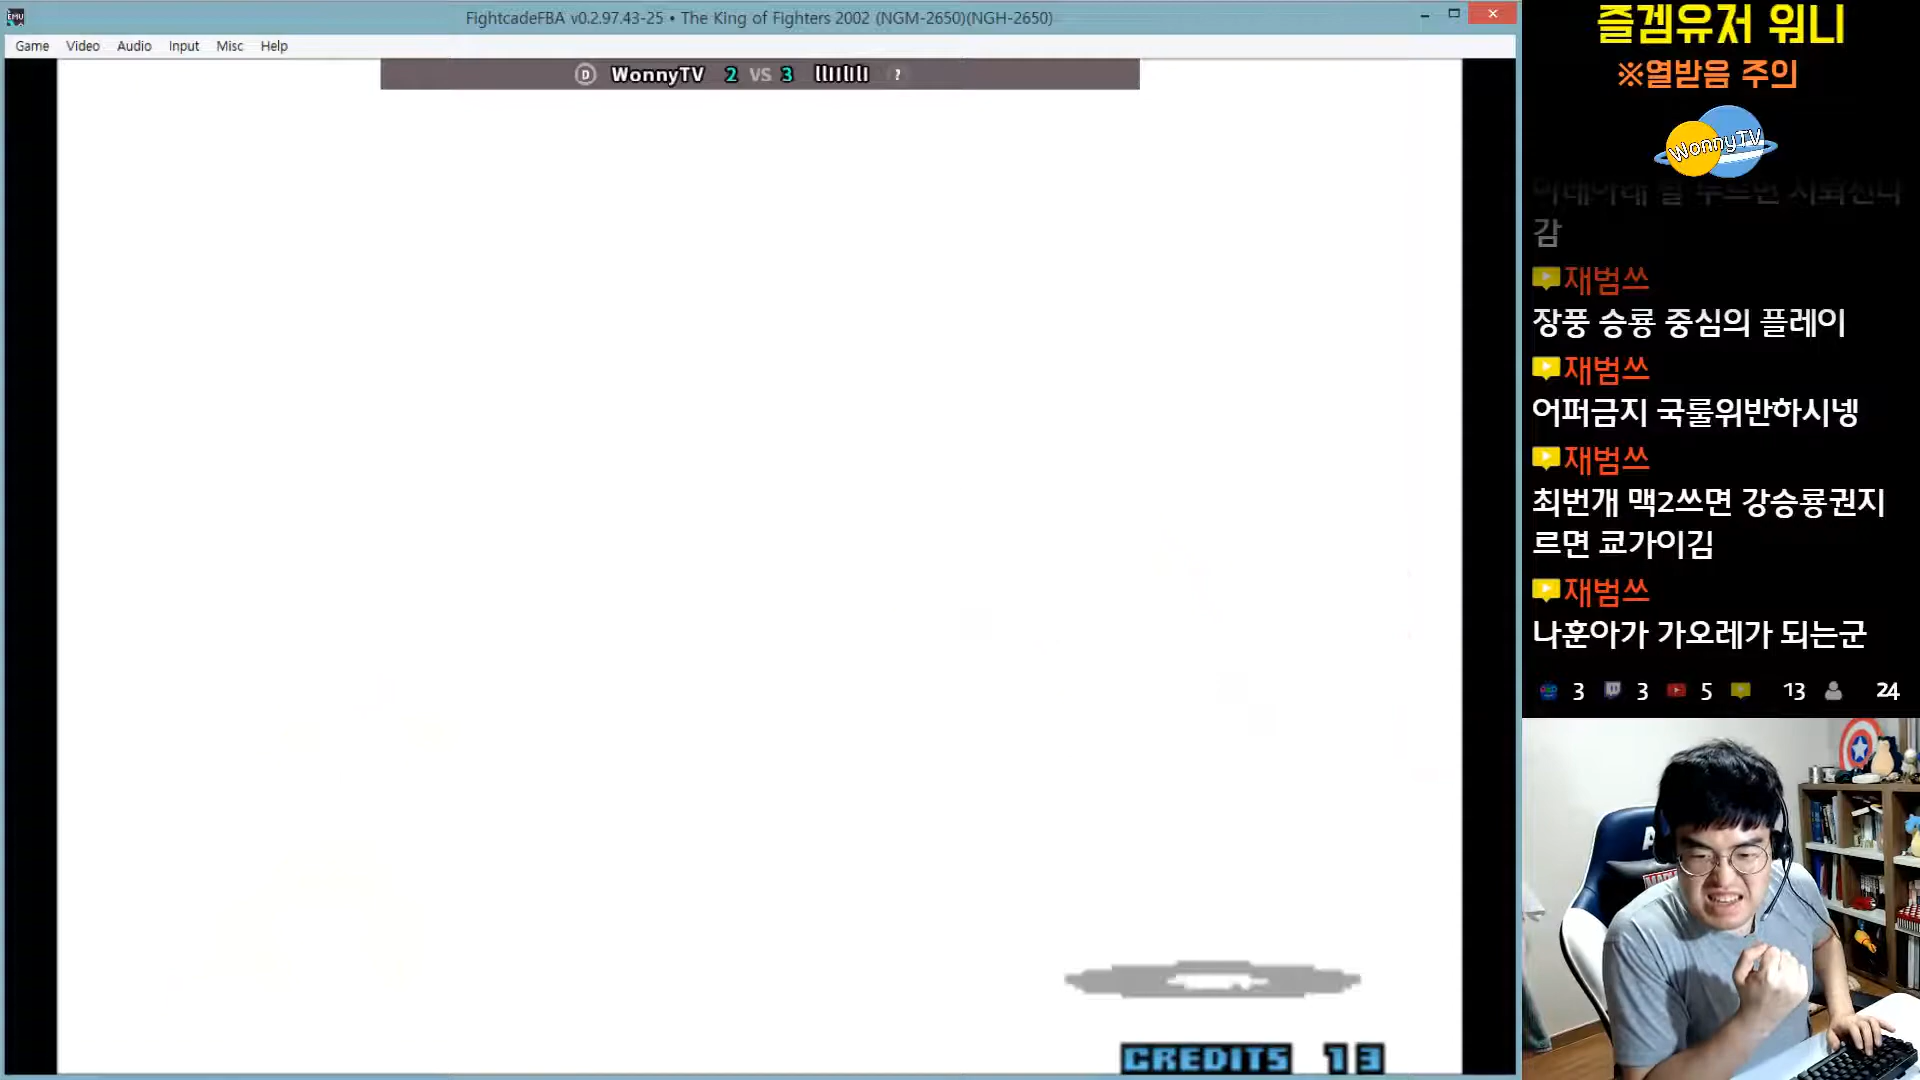 FightcadeFBA v0.2.97.43-25 • The King of Fighters 2002 (NGM-2650)(NGH-2650)
Game Video Audio Input Misc Help
D WonnyTV 2 VS 3 ?
CREDITS 13
즐겜유저 워니
※열받음 주의
WonnyTV
감
재범쓰
장풍 승룡 중심의 플레이
재범쓰
어퍼금지 국룰위반하시넹
재범쓰
최번개 맥2쓰면 강승룡권지
르면 쿄가이김
재범쓰
나훈아가 가오레가 되는군
3 3 5 13 24